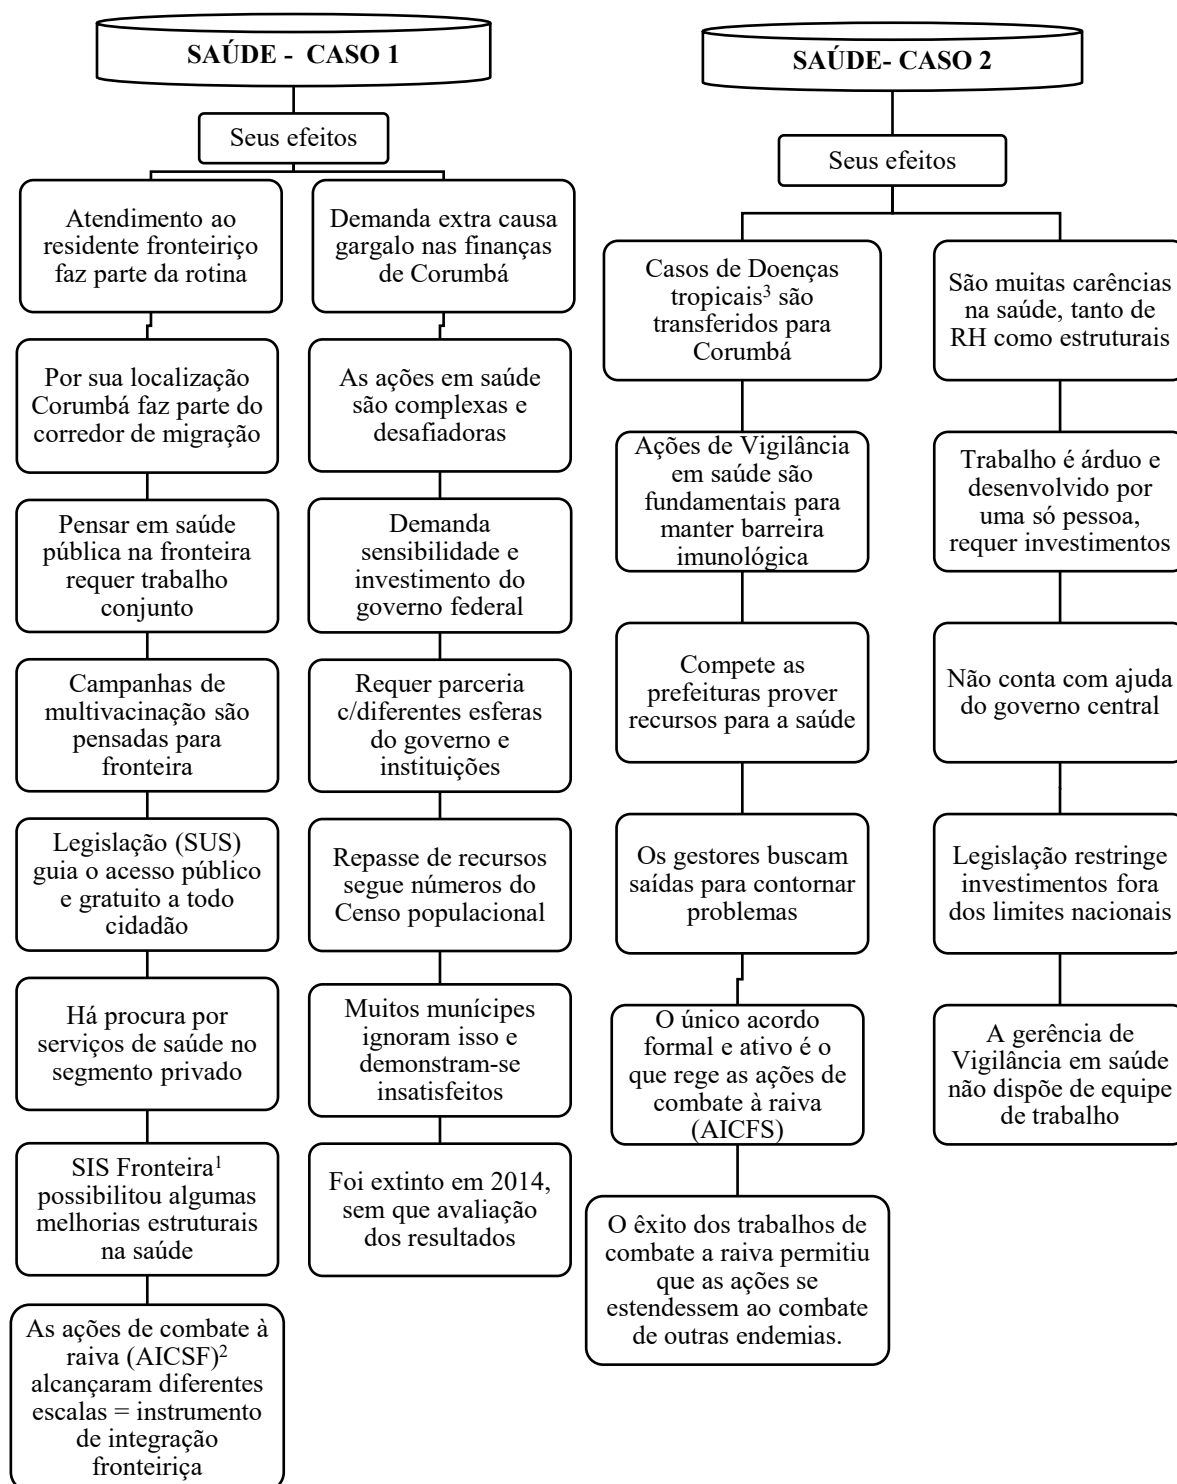 SAÚDE - CASO 1
Seus efeitos
Atendimento ao
residente fronteiriço
faz parte da rotina
Por sua localização
Corumbá faz parte do
corredor de migração
Pensar em saúde
pública na fronteira
requer trabalho
conjunto
Campanhas de
multivacinação são
pensadas para
fronteira
Legislação (SUS)
guia o acesso público
e gratuito a todo
cidadão
Há procura por
serviços de saúde no
segmento privado
SIS Fronteira¹
possibilitou algumas
melhorias estruturais
na saúde
As ações de combate à
raiva (AICSF)²
alcançaram diferentes
escalas = instrumento
de integração
fronteiriça
Demanda extra causa
gargalo nas finanças
de Corumbá
As ações em saúde
são complexas e
desafiadoras
Demanda
sensibilidade e
investimento do
governo federal
Requer parceria
c/diferentes esferas
do governo e
instituições
Repasse de recursos
segue números do
Censo populacional
Muitos munícipes
ignoram isso e
demonstram-se
insatisfeitos
Foi extinto em 2014,
sem que avaliação
dos resultados
SAÚDE- CASO 2
Seus efeitos
Casos de Doenças
tropicais³ são
transferidos para
Corumbá
Ações de Vigilância
em saúde são
fundamentais para
manter barreira
imunológica
Compete as
prefeituras prover
recursos para a saúde
Os gestores buscam
saídas para contornar
problemas
O único acordo
formal e ativo é o
que rege as ações de
combate à raiva
(AICFS)
O êxito dos trabalhos de
combate a raiva permitiu
que as ações se
estendessem ao combate
de outras endemias.
São muitas carências
na saúde, tanto de
RH como estruturais
Trabalho é árduo e
desenvolvido por
uma só pessoa,
requer investimentos
Não conta com ajuda
do governo central
Legislação restringe
investimentos fora
dos limites nacionais
A gerência de
Vigilância em saúde
não dispõe de equipe
de trabalho